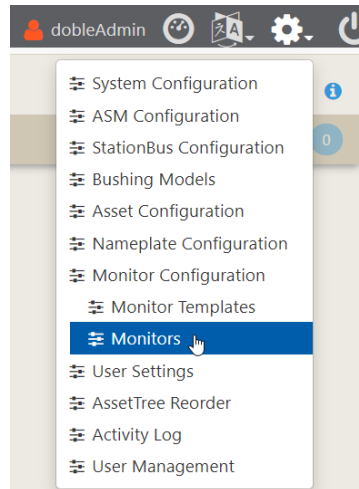 dobleAdmin
System Configuration
ASM Configuration
0
StationBus Configuration
Bushing Models
Asset Configuration
Nameplate Configuration
Monitor Configuration
Monitor Templates
Monitors
User Settings
AssetTree Reorder
Activity Log
User Management